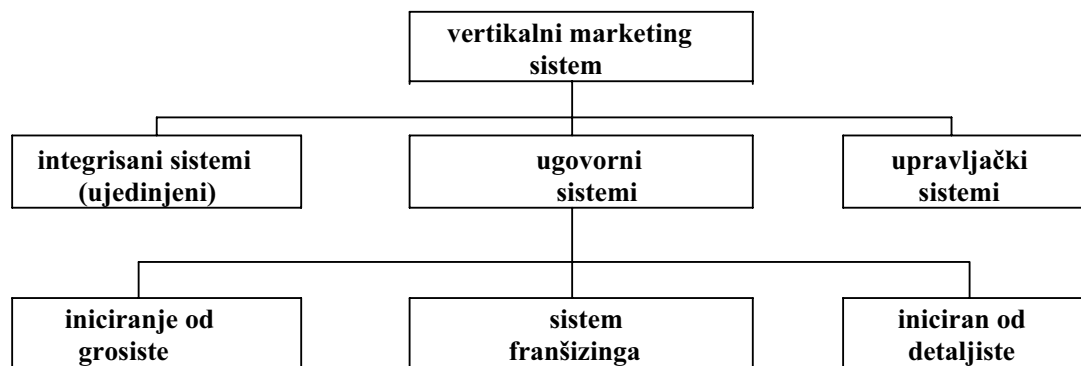 vertikalni marketing
sistem
integrisani sistemi
(ujedinjeni)
ugovorni
sistemi
upravljački
sistemi
iniciranje od
grosiste
sistem
franšizinga
iniciran od
detaljiste